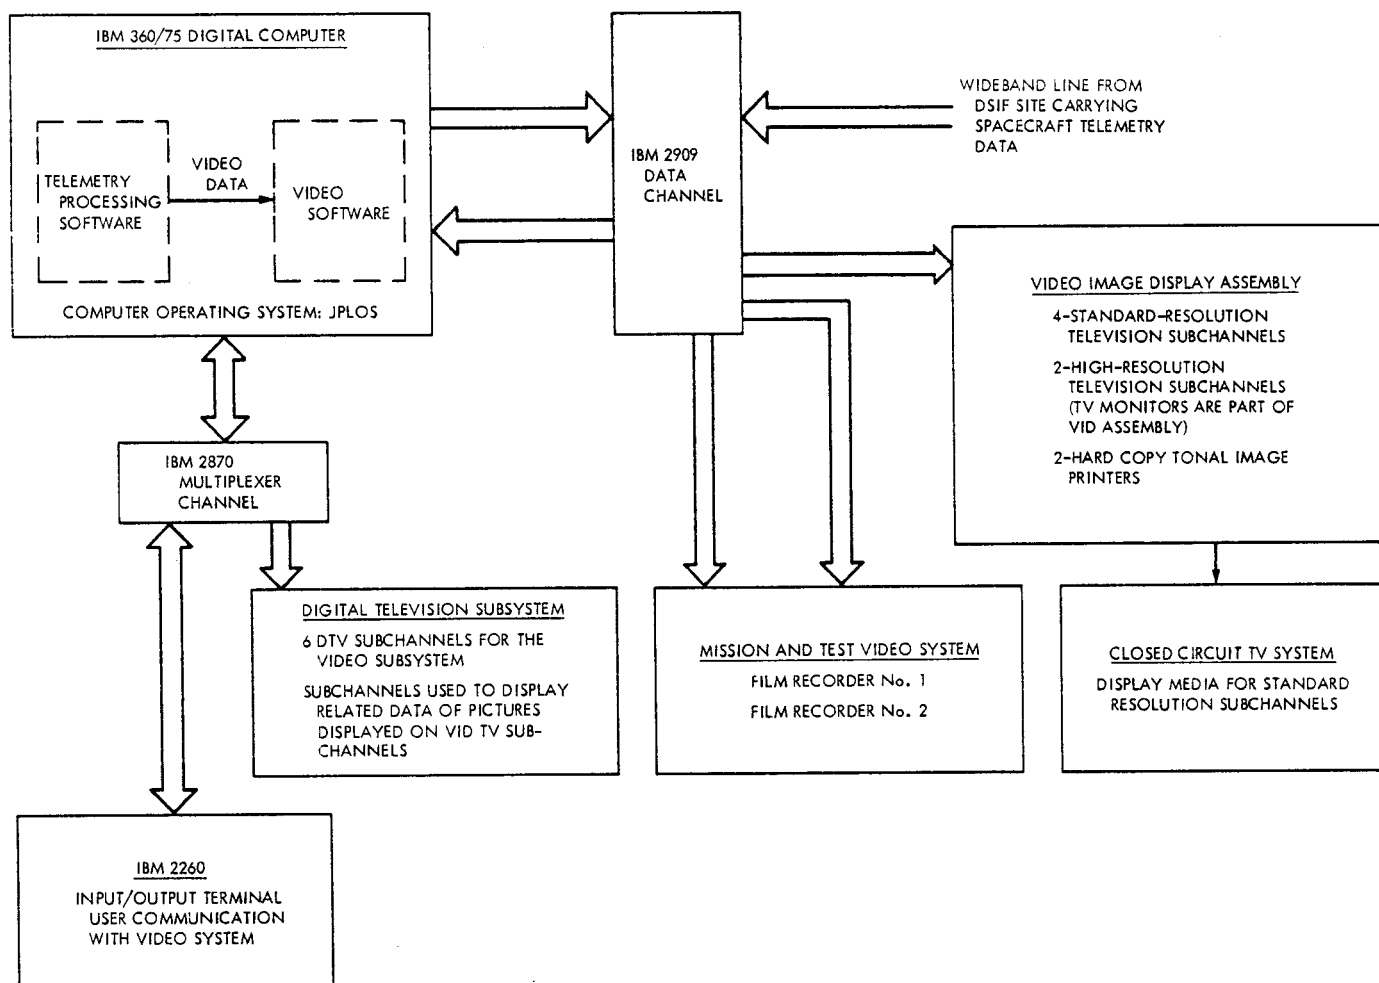 IBM 360/75 DIGITAL COMPUTER
TELEMETRY
PROCESSING
SOFTWARE
VIDEO
DATA
VIDEO
SOFTWARE
COMPUTER OPERATING SYSTEM: JPLOS
IBM 2909
DATA
CHANNEL
WIDEBAND LINE FROM
DSIF SITE CARRYING
SPACECRAFT TELEMETRY
DATA
VIDEO IMAGE DISPLAY ASSEMBLY
4-STANDARD-RESOLUTION
TELEVISION SUBCHANNELS
2-HIGH-RESOLUTION
TELEVISION SUBCHANNELS
(TV MONITORS ARE PART OF
VID ASSEMBLY)
2-HARD COPY TONAL IMAGE
PRINTERS
IBM 2870
MULTIPLEXER
CHANNEL
DIGITAL TELEVISION SUBSYSTEM
6 DTV SUBCHANNELS FOR THE
VIDEO SUBSYSTEM
SUBCHANNELS USED TO DISPLAY
RELATED DATA OF PICTURES
DISPLAYED ON VID TV SUB-
CHANNELS
MISSION AND TEST VIDEO SYSTEM
FILM RECORDER No. 1
FILM RECORDER No. 2
CLOSED CIRCUIT TV SYSTEM
DISPLAY MEDIA FOR STANDARD
RESOLUTION SUBCHANNELS
IBM 2260
INPUT/OUTPUT TERMINAL
USER COMMUNICATION
WITH VIDEO SYSTEM